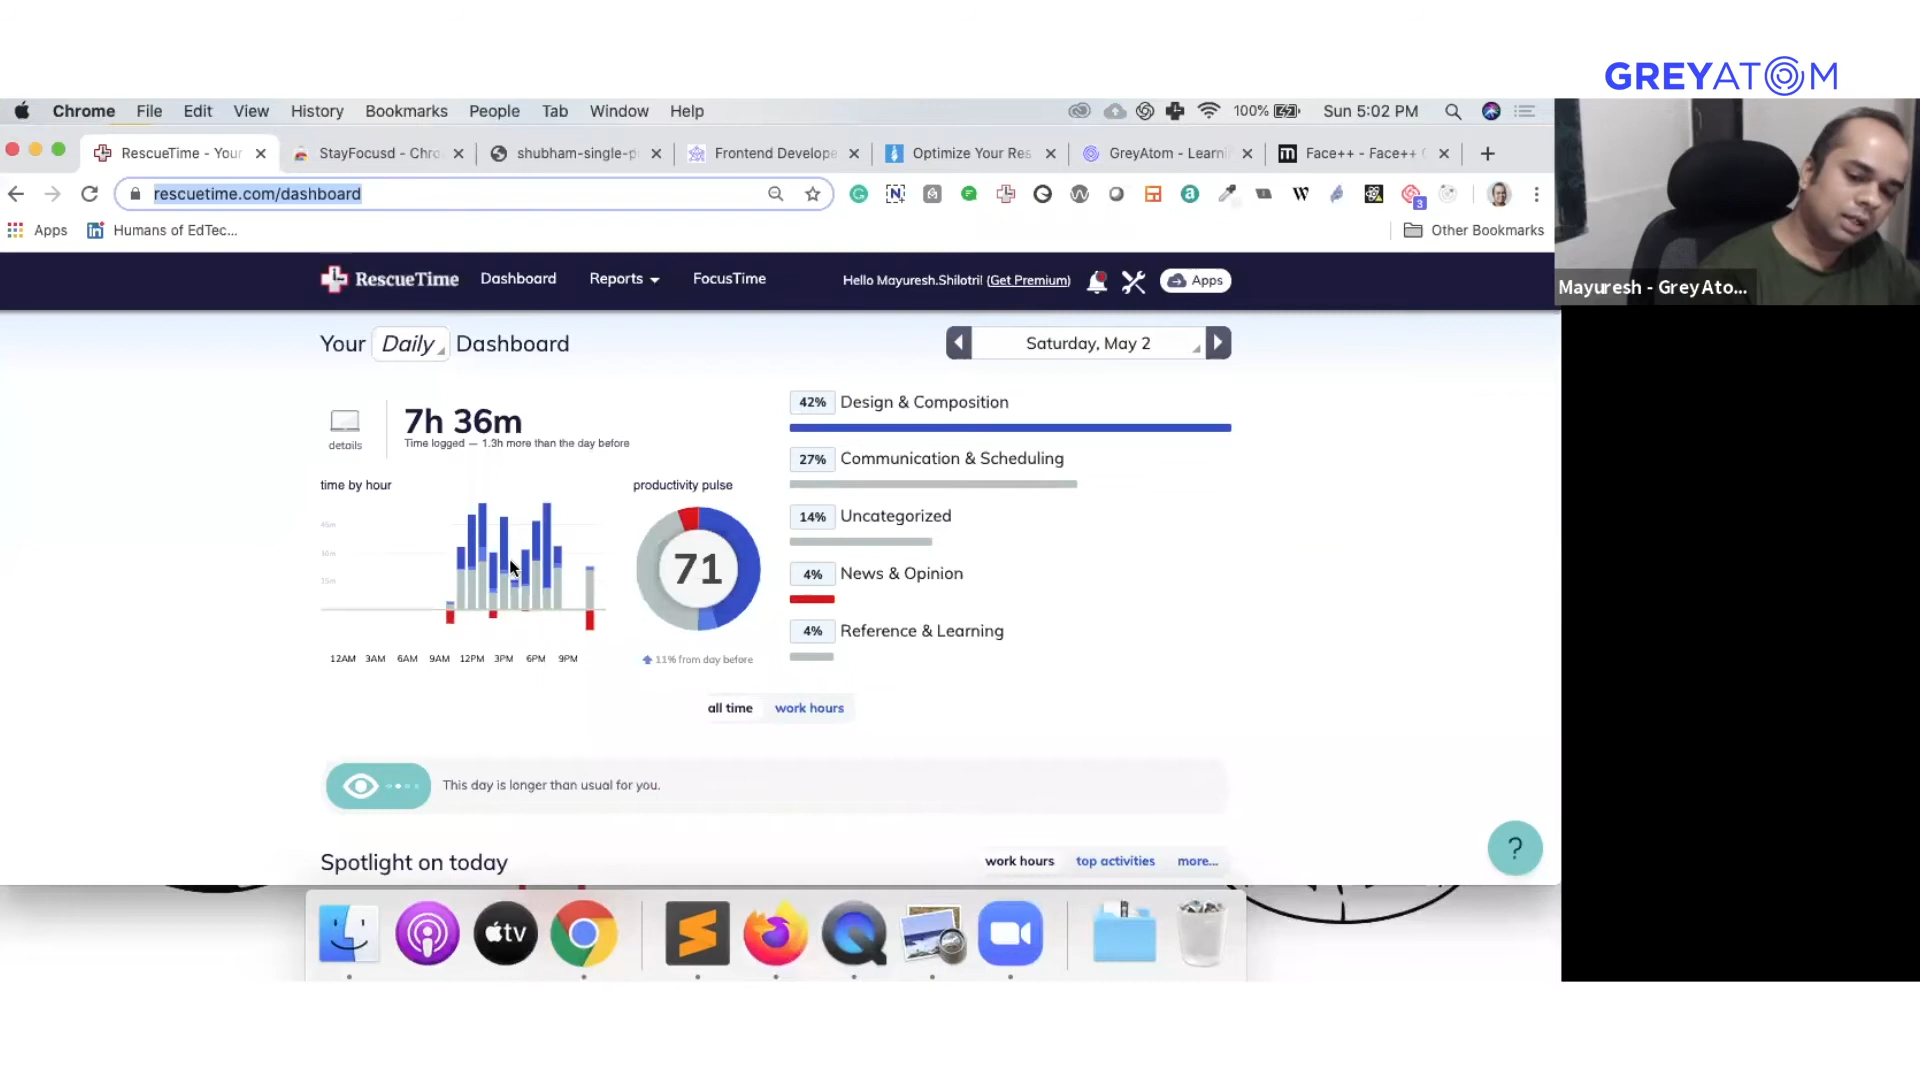 GREYATOM
Chrome File Edit View History Bookmarks People Tab Window Help 100% Sun 5:02 PM
RescueTime - Your StayFocusd - Chro shubham-single-p Frontend Develope Optimize Your Res GreyAtom - Learni Face++ - Face++
rescuetime.com/dashboard
3
Apps Humans of EdTec... Other Bookmarks
RescueTime Dashboard Reports FocusTime Hello Mayuresh.Shilotri! (Get Premium) Apps
Mayuresh - Grey Ato...
Your Daily Dashboard
Saturday, May 2
details
7h 36m
Time logged — 1.3h more than the day before
time by hour
45m
30m
15m
12AM 3AM 6AM 9AM 12PM 3PM 6PM 9PM
productivity pulse
71
11% from day before
42% Design & Composition
27% Communication & Scheduling
14% Uncategorized
4% News & Opinion
4% Reference & Learning
all time work hours
This day is longer than usual for you.
Spotlight on today
work hours top activities more...
?
tv